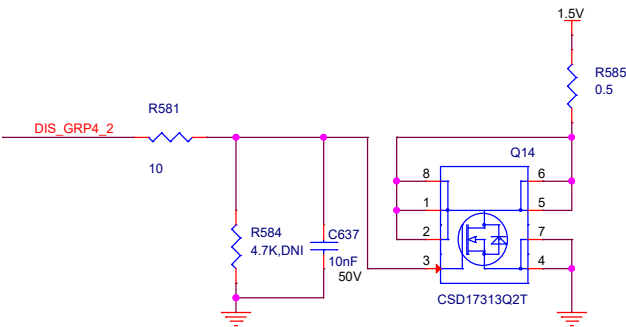 1.5V
R585
0.5
R581
DIS_GRP4_2
10
Q14
8
6
1
5
2
7
3
4
R584
4.7K,DNI
C637
10nF
50V
CSD17313Q2T